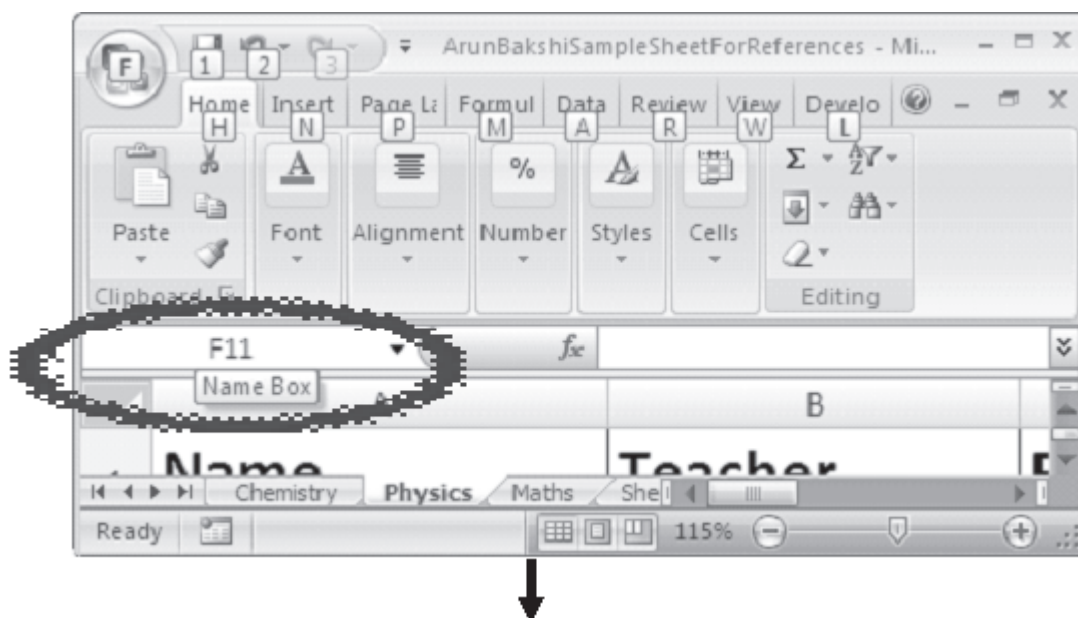 ArunBakshiSampleSheetForReferences - Mi...
F 1 2 3
Home Insert Page La Formul Data Review View Develo
H N P M A R W L
A % A Σ A Z
Paste Font Alignment Number Styles Cells
Clipboard Editing
F11 fx
Name Box
A B
Name Teacher
Chemistry Physics Maths She
Ready 115%